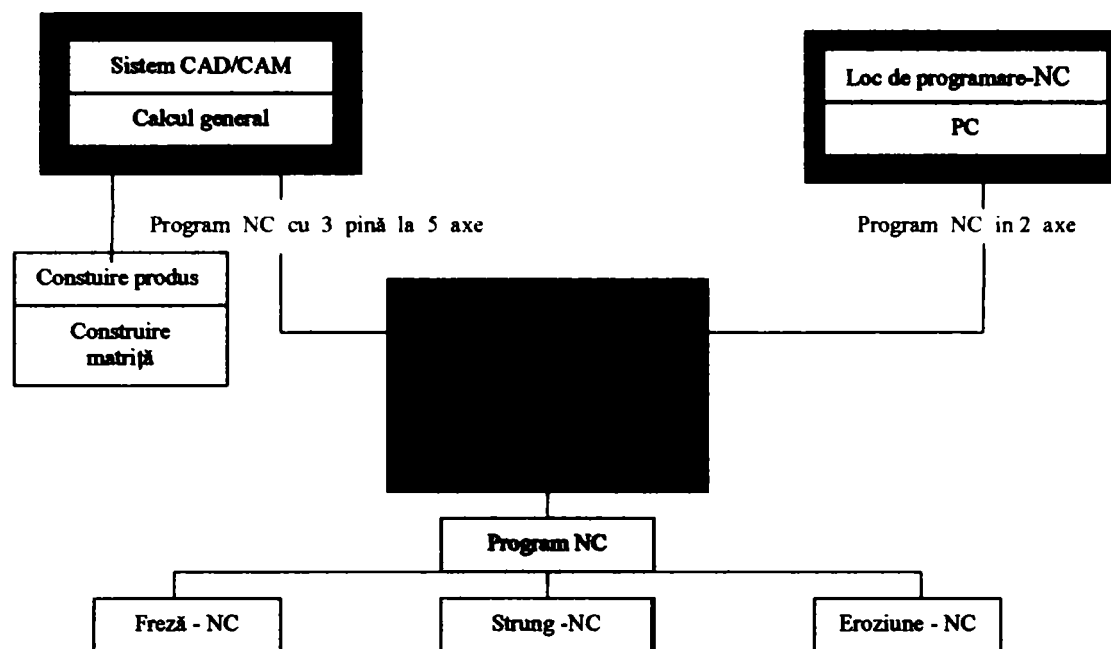 Sistem CAD/CAM
Calcul general
Loc de programare-NC
PC
Program NC cu 3 pină la 5 axe
Program NC in 2 axe
Constuire produs
Construire
matriță
Program NC
Freză - NC
Strung -NC
Eroziune - NC